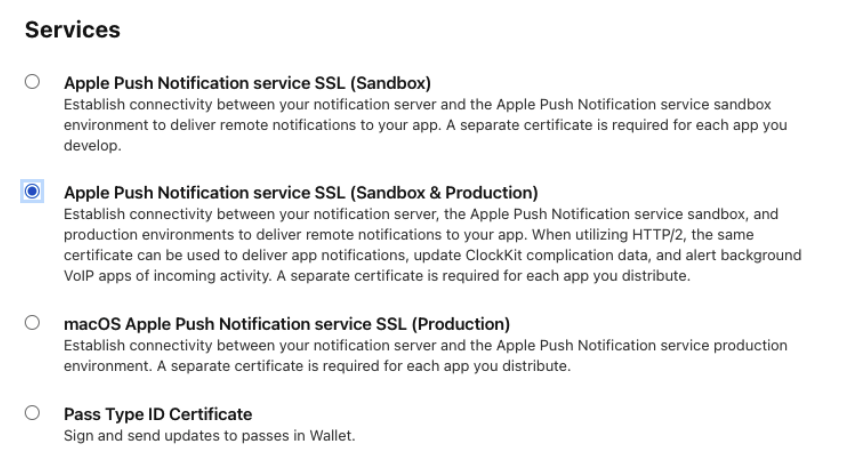 Services
Apple Push Notification service SSL (Sandbox)
Establish connectivity between your notification server and the Apple Push Notification service sandbox
environment to deliver remote notifications to your app. A separate certificate is required for each app you
develop.
Apple Push Notification service SSL (Sandbox & Production)
Establish connectivity between your notification server, the Apple Push Notification service sandbox, and
production environments to deliver remote notifications to your app. When utilizing HTTP/2, the same
certificate can be used to deliver app notifications, update ClockKit complication data, and alert background
VoIP apps of incoming activity. A separate certificate is required for each app you distribute.
macOS Apple Push Notification service SSL (Production)
Establish connectivity between your notification server and the Apple Push Notification service production
environment. A separate certificate is required for each app you distribute.
Pass Type ID Certificate
Sign and send updates to passes in Wallet.